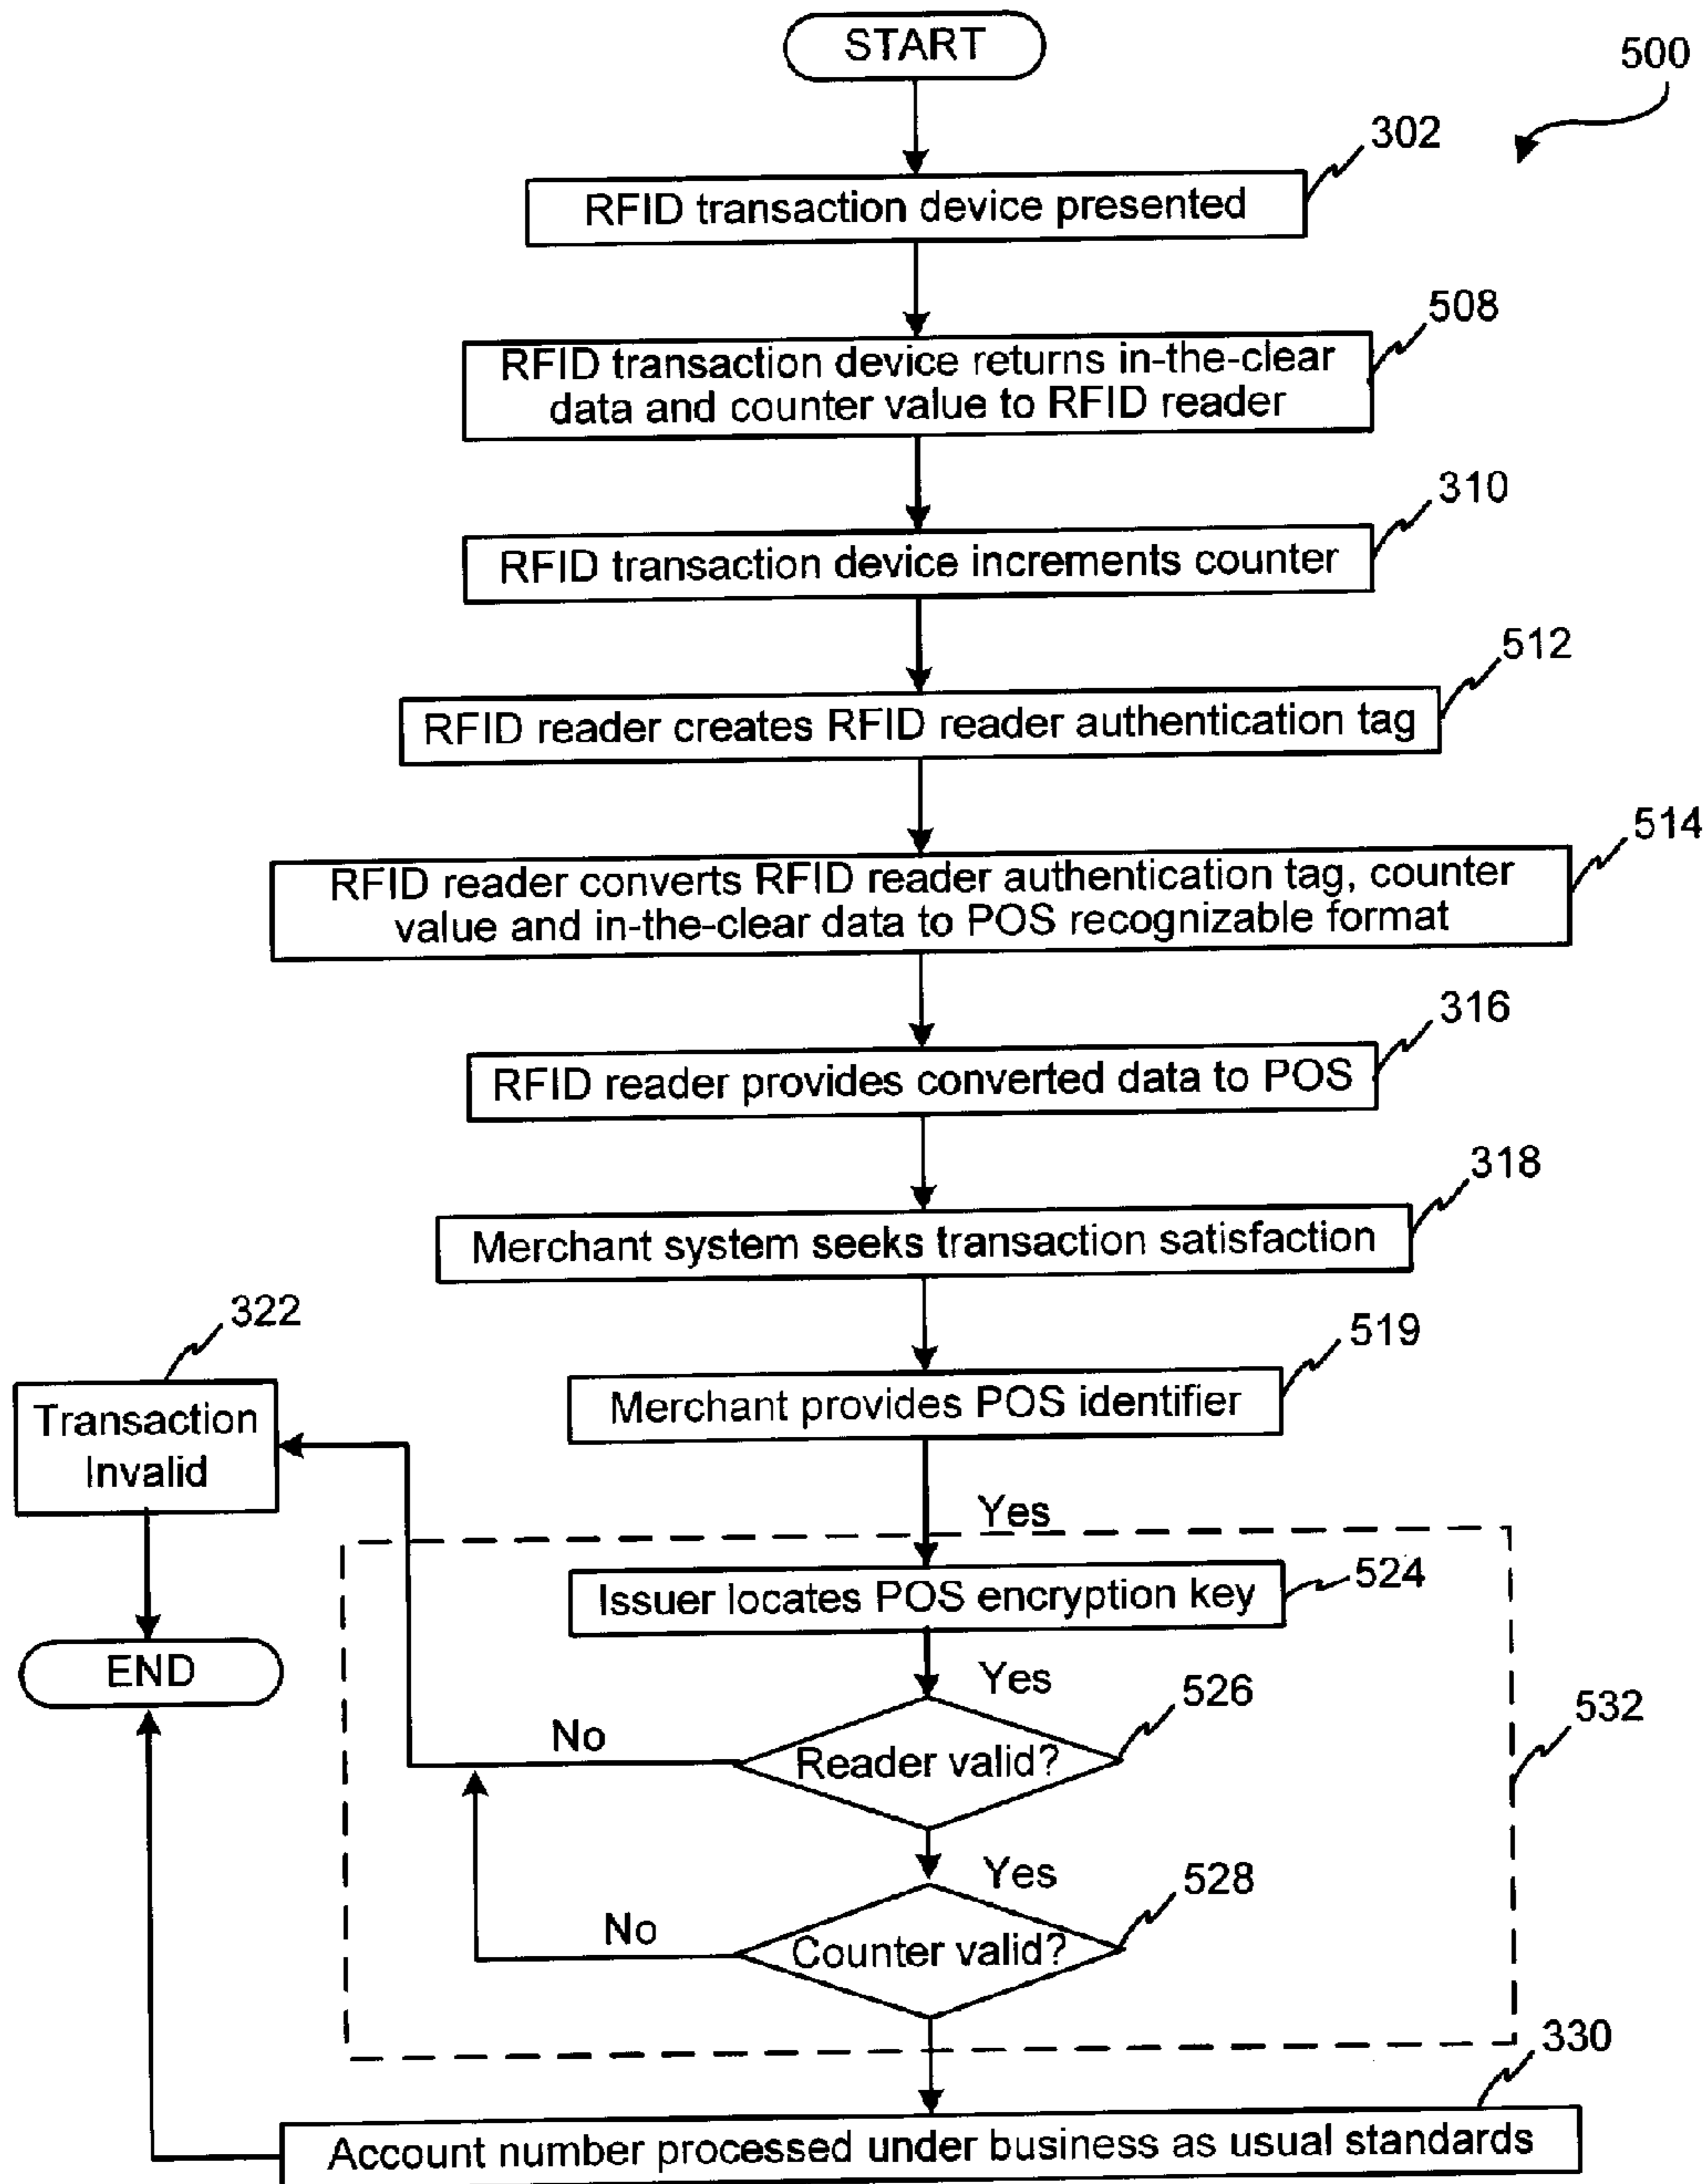 START
500
302
RFID transaction device presented
508
RFID transaction device returns in-the-clear
data and counter value to RFID reader
310
RFID transaction device increments counter
512
RFID reader creates RFID reader authentication tag
514
RFID reader converts RFID reader authentication tag, counter
value and in-the-clear data to POS recognizable format
316
RFID reader provides converted data to POS
318
Merchant system seeks transaction satisfaction
322
519
Transaction
Invalid
Merchant provides POS identifier
Yes
524
Issuer locates POS encryption key
END
Yes
526
532
No
Reader valid?
Yes
528
No
Counter valid?
330
Account number processed under business as usual standards